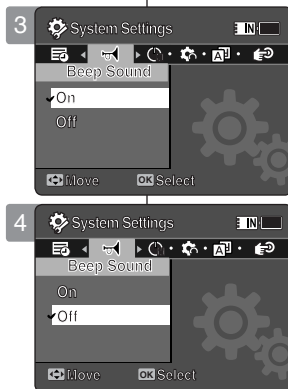 3
System Settings IN
A
Beep Sound
On
Off
Move OK Select
4
System Settings IN
A
Beep Sound
On
Off
Move OK Select